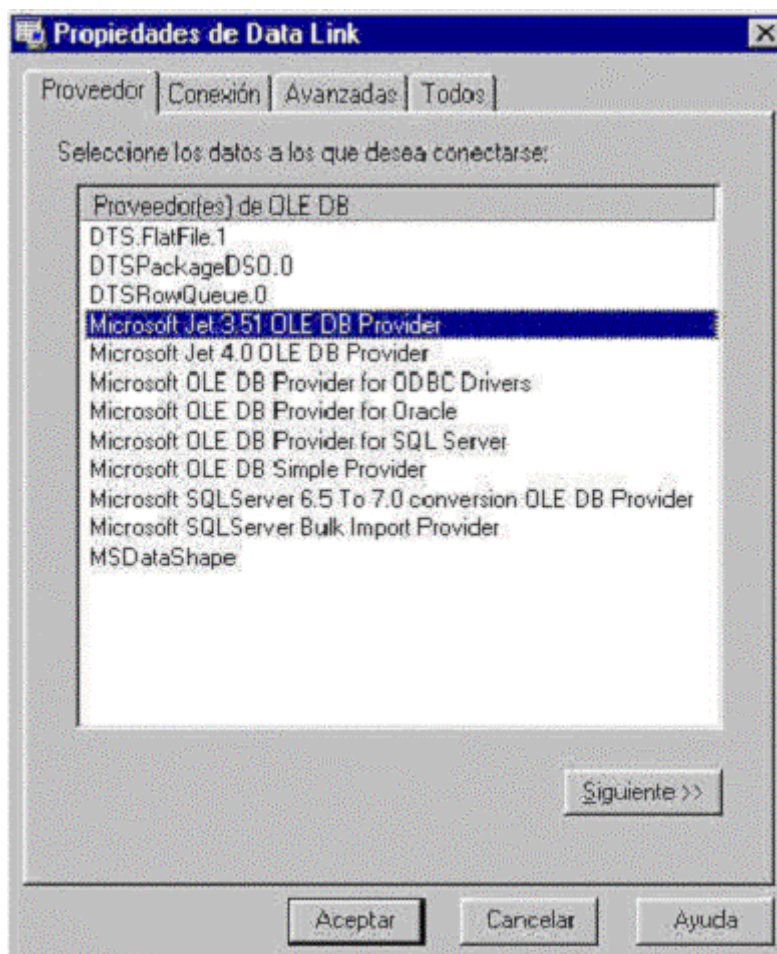 Propiedades de Data Link
Proveedor Conexión Avanzadas Todos
Seleccione los datos a los que desea conectarse:
Proveedor(es) de OLE DB
DTS.FlatFile.1
DTSPackageDSO.0
DTSRowQueue.0
Microsoft Jet 3.51 OLE DB Provider
Microsoft Jet 4.0 OLE DB Provider
Microsoft OLE DB Provider for ODBC Drivers
Microsoft OLE DB Provider for Oracle
Microsoft OLE DB Provider for SQL Server
Microsoft OLE DB Simple Provider
Microsoft SQLServer 6.5 To 7.0 conversion OLE DB Provider
Microsoft SQLServer Bulk Import Provider
MSDataShape
Siguiente >>
Aceptar Cancelar Ayuda